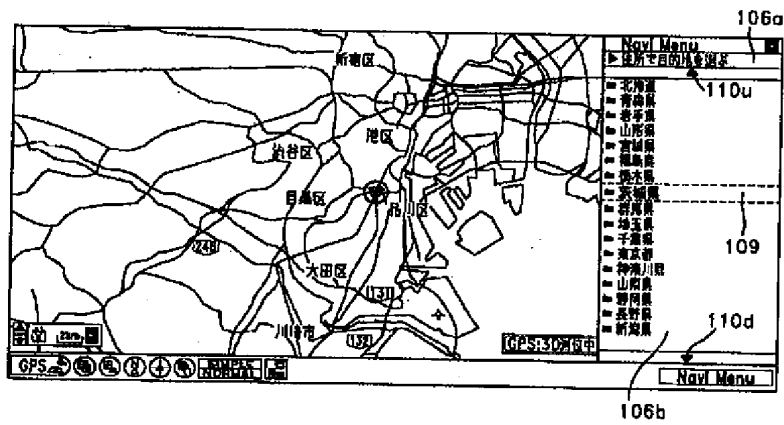 106a
Navi Menu
▶住所で目的地を選ぶ
110u
新宿区
北海道
青森県
岩手県
山形県
宮城県
福島県
栃木県
茨城県
群馬県
埼玉県
千葉県
東京都
神奈川県
山梨県
静岡県
長野県
新潟県
109
港区
渋谷区
目黒区
品川区
246
大田区
131
川崎市
132
GPS:3D測位中
110d
GPS
SIMPLE
NORMAL
Navi Menu
106b